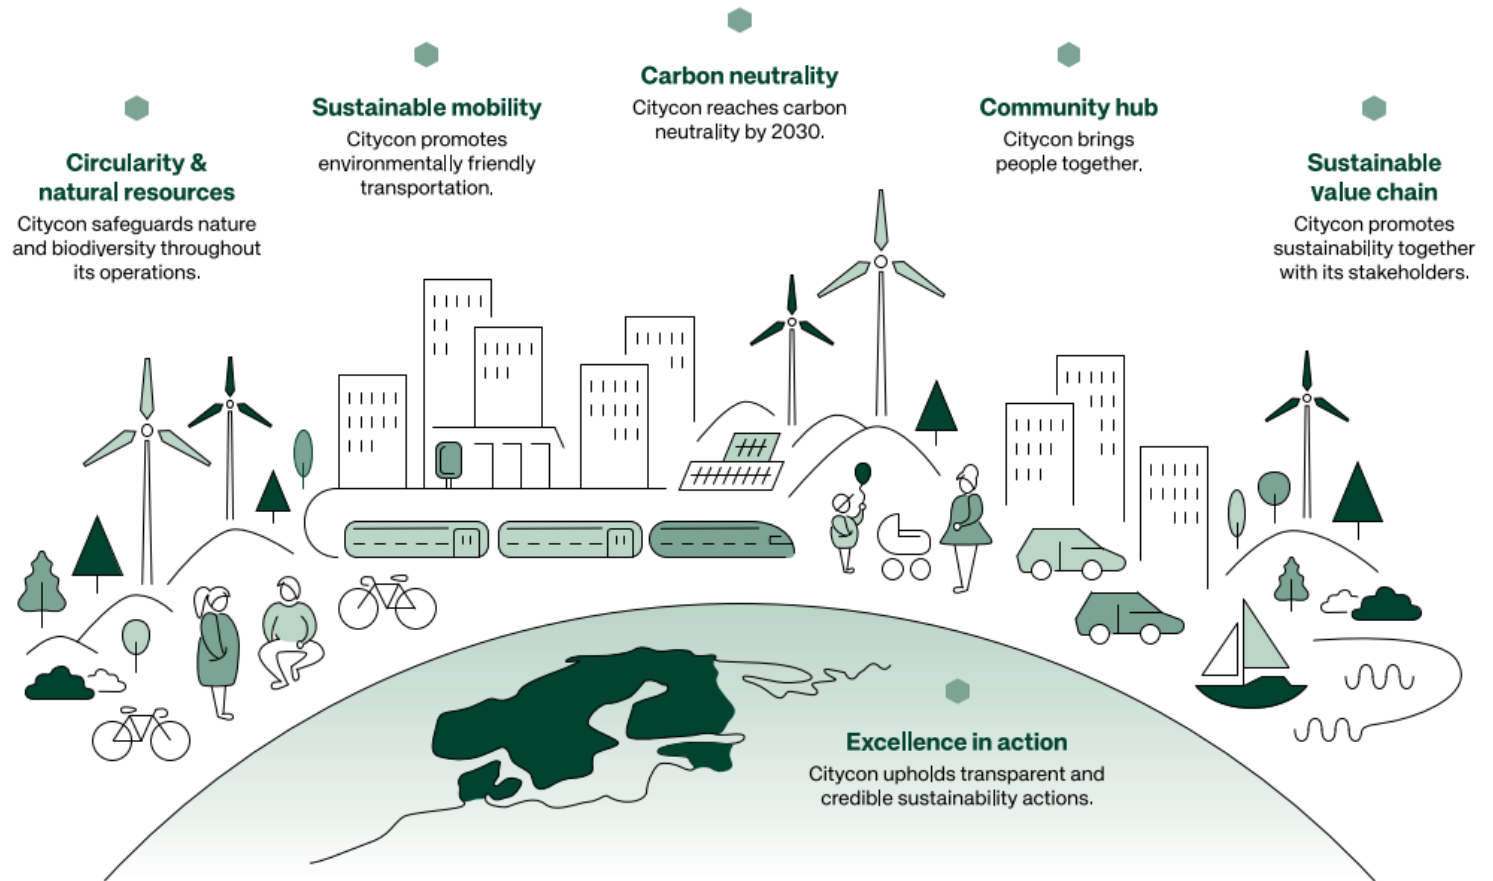 Circularity &
natural resources
Citycon safeguards nature
and biodiversity throughout
its operations.
Sustainable mobility
Citycon promotes
environmentally friendly
transportation.
Carbon neutrality
Citycon reaches carbon
neutrality by 2030.
Community hub
Citycon brings
people together.
Sustainable
value chain
Citycon promotes
sustainability together
with its stakeholders.
Excellence in action
Citycon upholds transparent and
credible sustainability actions.